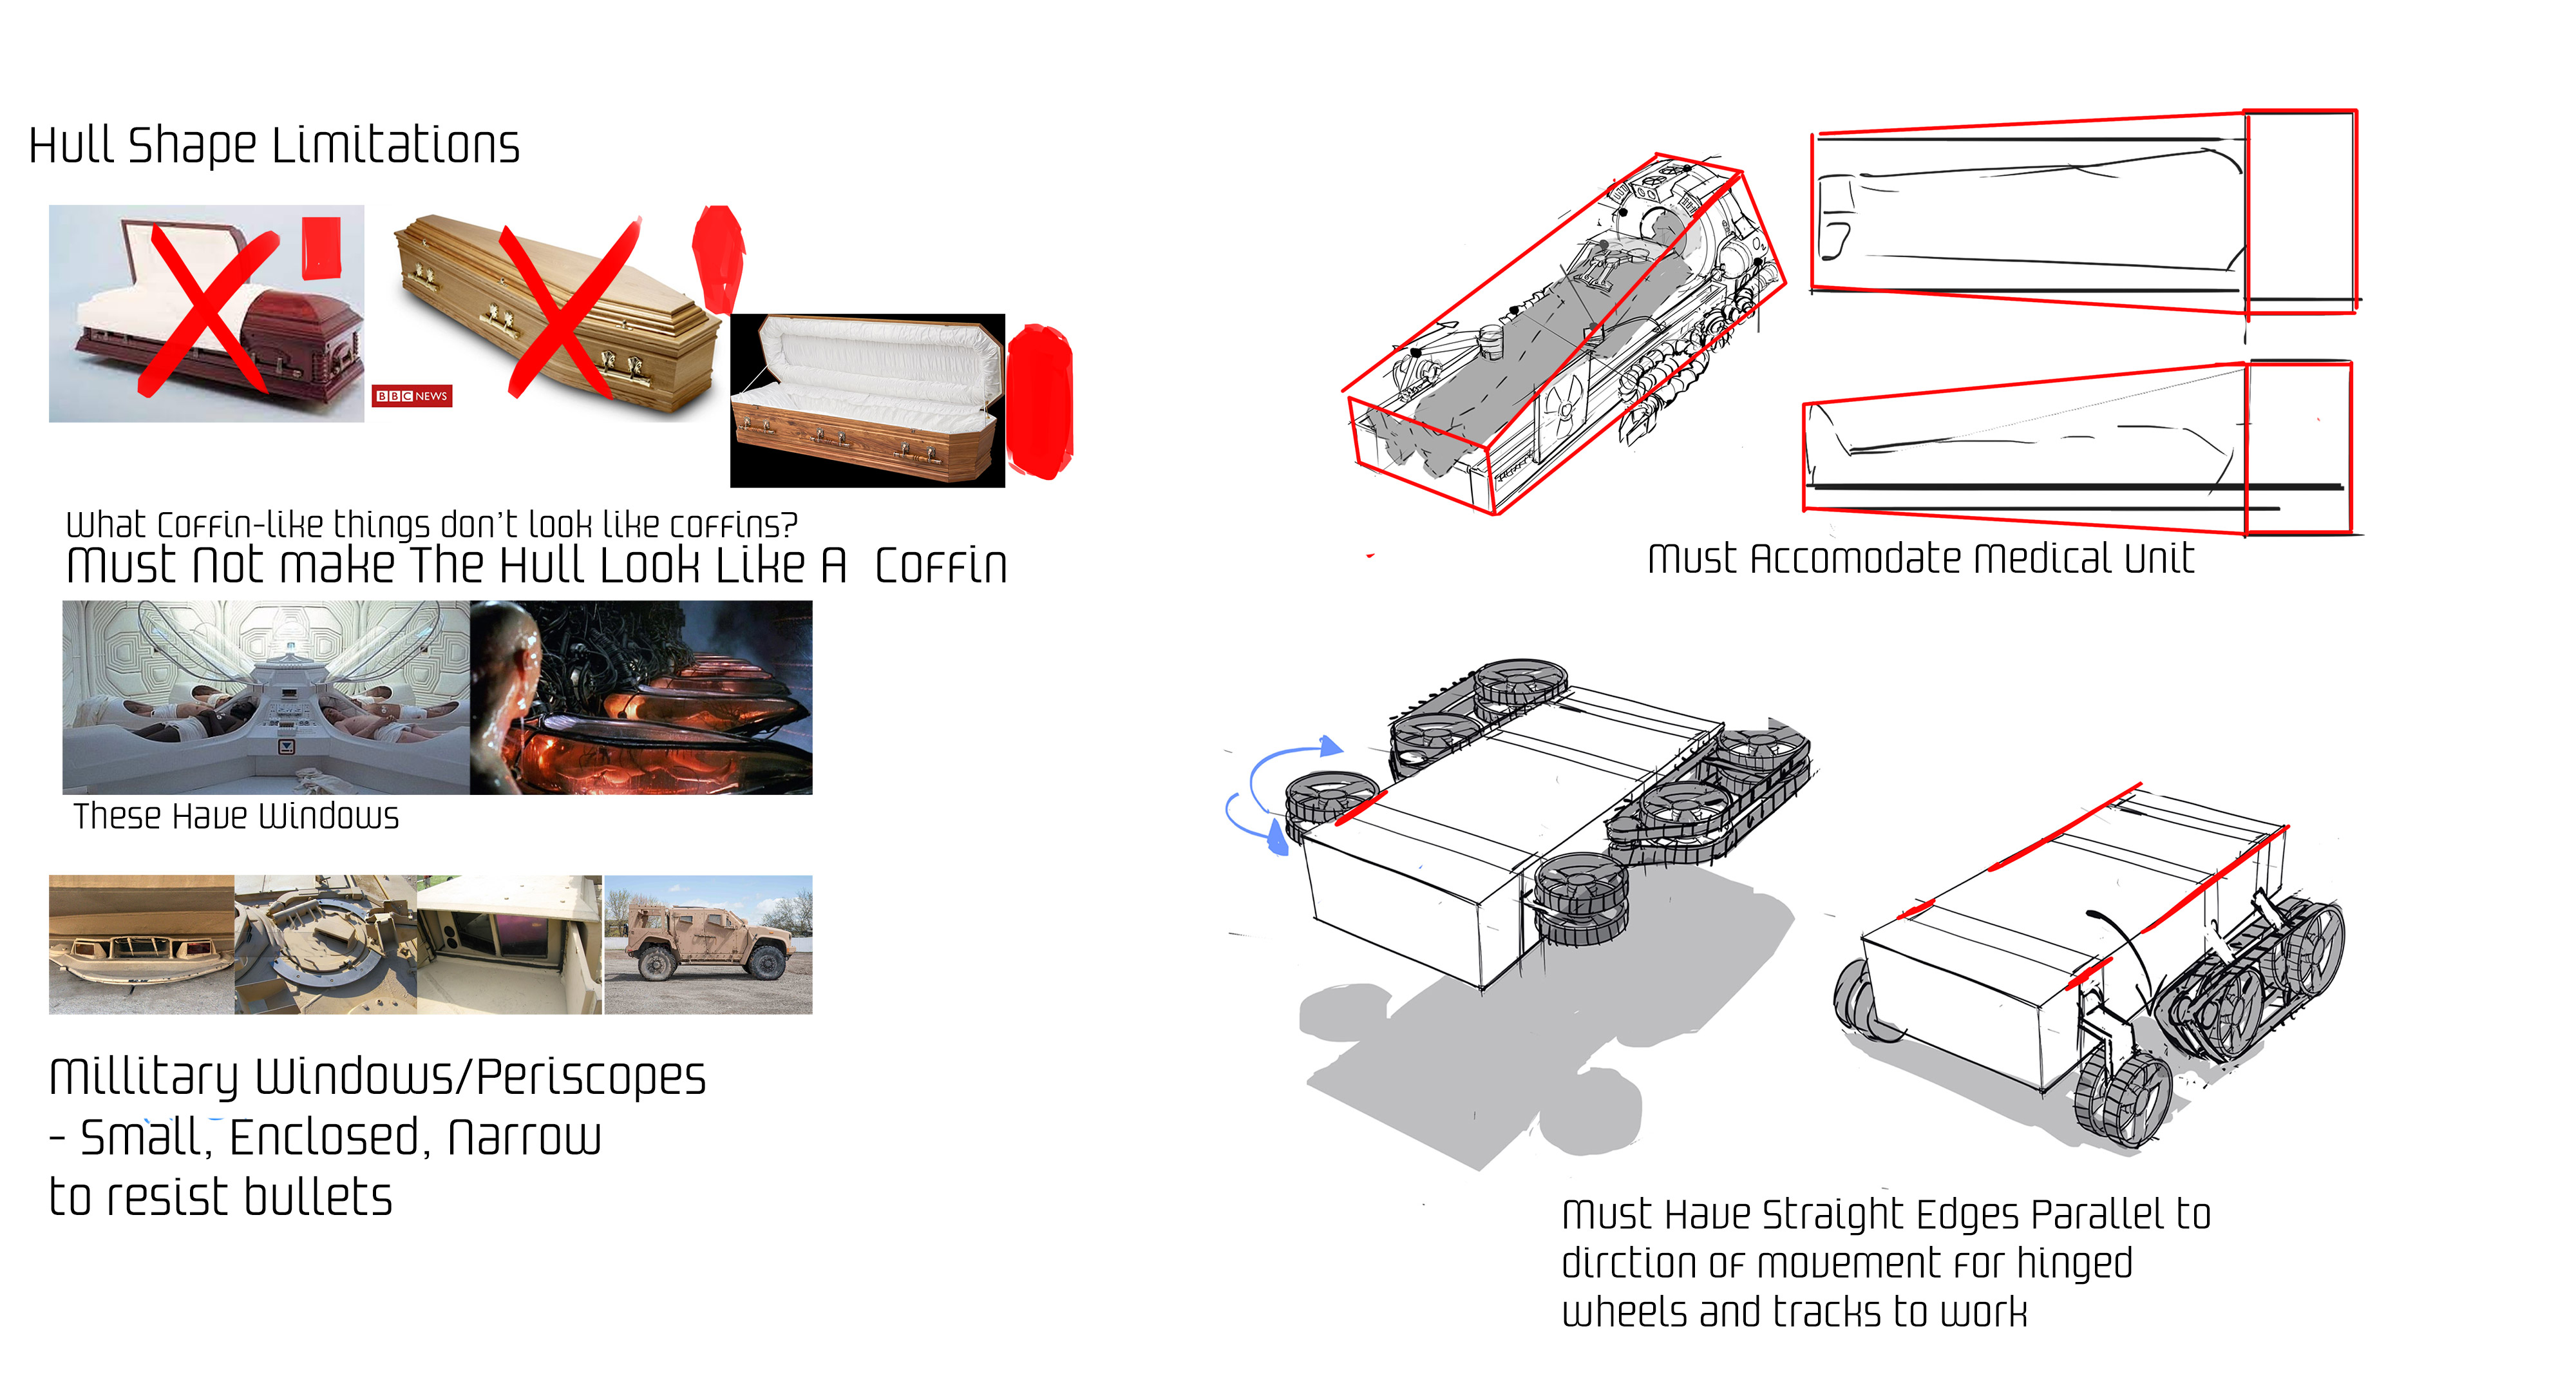 Hull Shape Limitations
BBC NEWS
What Coffin-like things don't look like coffins?
Must Not make The Hull Look Like A Coffin
These Have Windows
Millitary Windows/Periscopes
- Small, Enclosed, Narrow
to resist bullets
Must Accomodate Medical Unit
Must Have Straight Edges Parallel to
dirction of movement for hinged
wheels and tracks to work